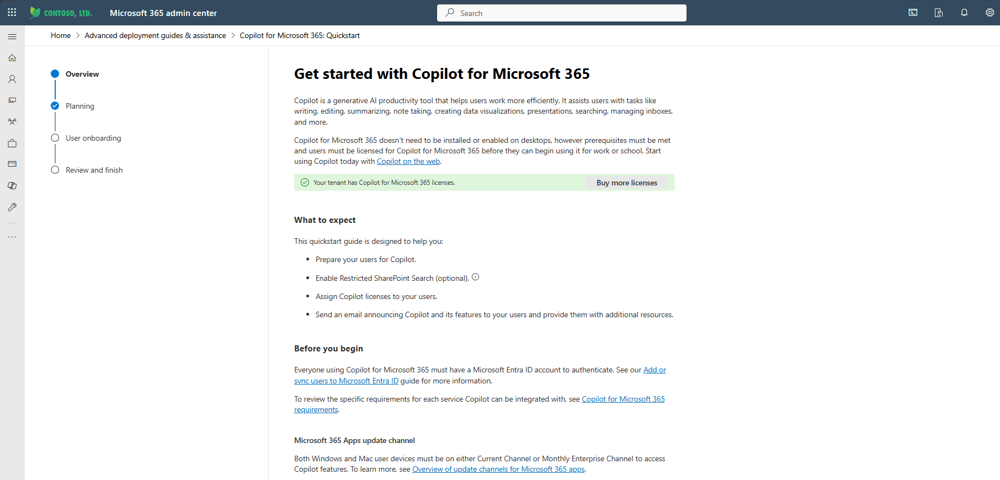 CONTOSO, LTD.
Microsoft 365 admin center
Search
Home > Advanced deployment guides & assistance > Copilot for Microsoft 365: Quickstart
Overview
Planning
User onboarding
Review and finish
Get started with Copilot for Microsoft 365
Copilot is a generative AI productivity tool that helps users work more efficiently. It assists users with tasks like
writing, editing, summarizing, note taking, creating data visualizations, presentations, searching, managing inboxes,
and more.
Copilot for Microsoft 365 doesn't need to be installed or enabled on desktops, however prerequisites must be met
and users must be licensed for Copilot for Microsoft 365 before they can begin using it for work or school. Start
using Copilot today with Copilot on the web.
Your tenant has Copilot for Microsoft 365 licenses.
Buy more licenses
What to expect
This quickstart guide is designed to help you:
• Prepare your users for Copilot.
• Enable Restricted SharePoint Search (optional).
• Assign Copilot licenses to your users.
• Send an email announcing Copilot and its features to your users and provide them with additional resources.
Before you begin
Everyone using Copilot for Microsoft 365 must have a Microsoft Entra ID account to authenticate. See our Add or
sync users to Microsoft Entra ID guide for more information.
To review the specific requirements for each service Copilot can be integrated with, see Copilot for Microsoft 365
requirements.
Microsoft 365 Apps update channel
Both Windows and Mac user devices must be on either Current Channel or Monthly Enterprise Channel to access
Copilot features. To learn more, see Overview of update channels for Microsoft 365 apps.